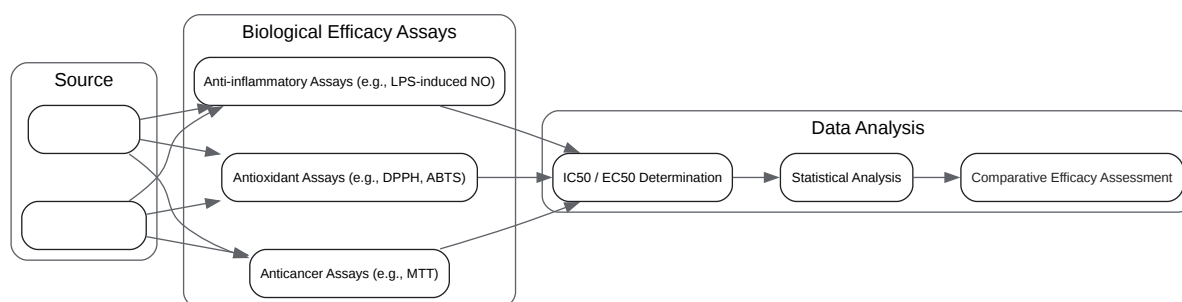 Source
Biological Efficacy Assays
Anti-inflammatory Assays (e.g., LPS-induced NO)
Antioxidant Assays (e.g., DPPH, ABTS)
Anticancer Assays (e.g., MTT)
Data Analysis
IC50 / EC50 Determination
Statistical Analysis
Comparative Efficacy Assessment